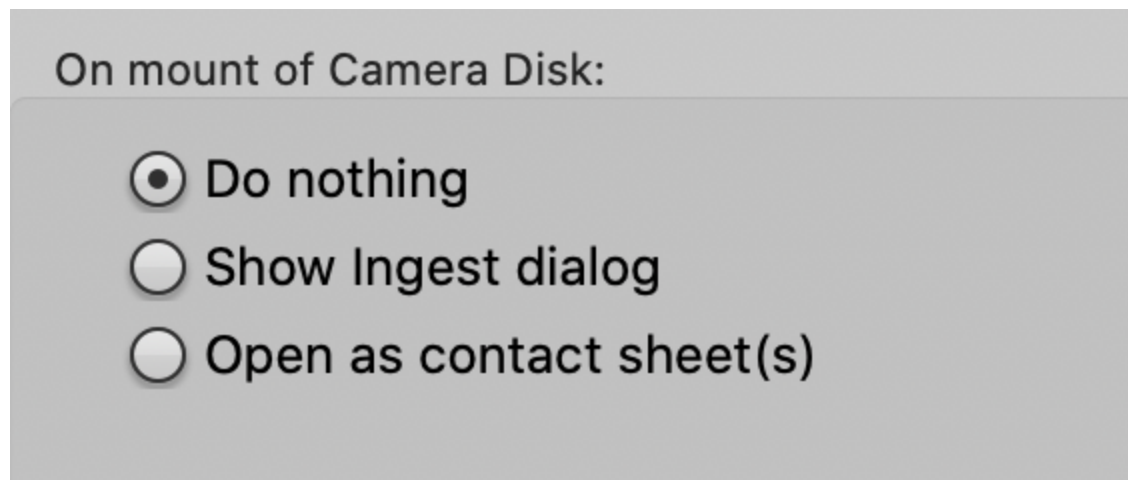 On mount of Camera Disk:
Do nothing
Show Ingest dialog
Open as contact sheet(s)